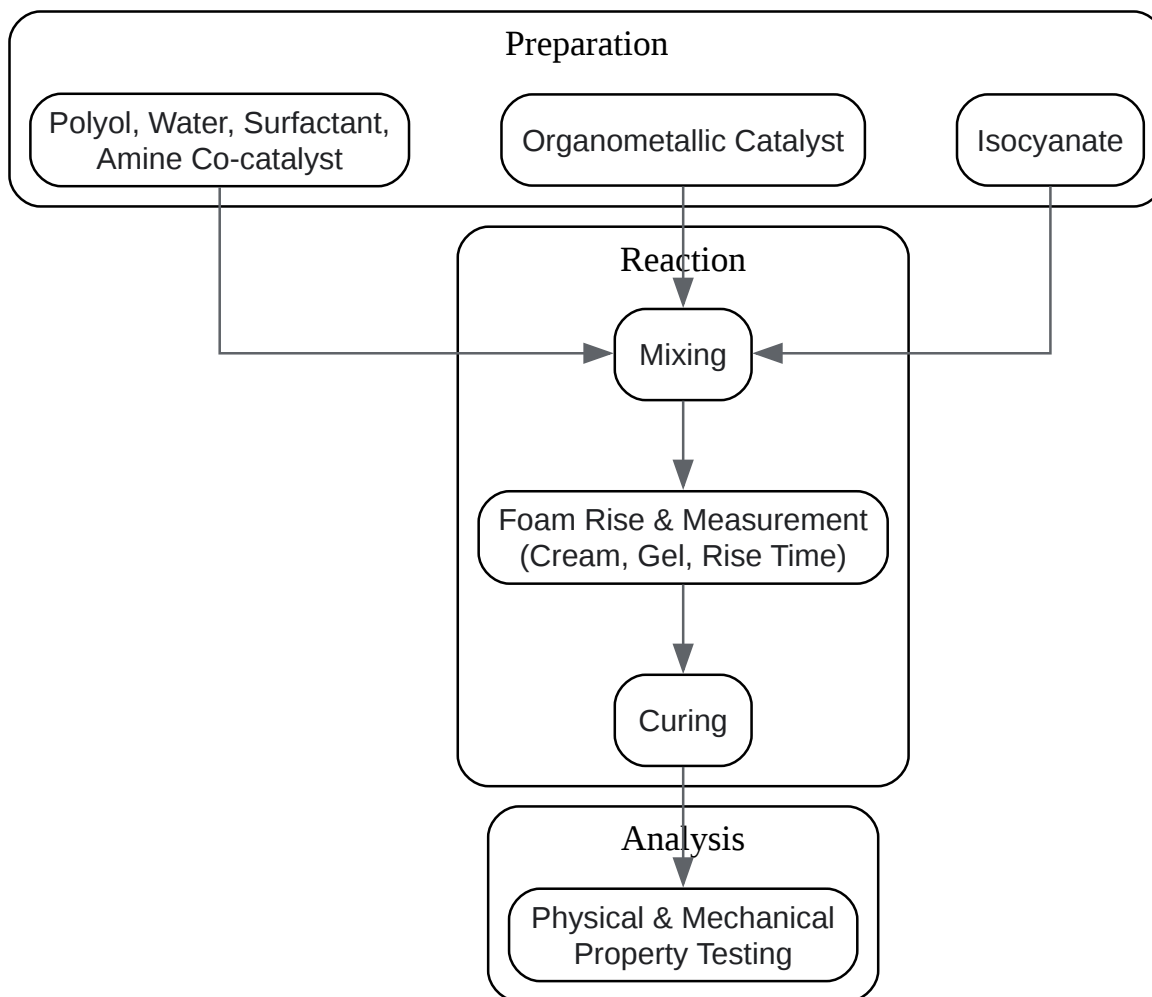 Preparation
Polyol, Water, Surfactant,
Amine Co-catalyst
Organometallic Catalyst
Isocyanate
Reaction
Mixing
Foam Rise & Measurement
(Cream, Gel, Rise Time)
Curing
Analysis
Physical & Mechanical
Property Testing